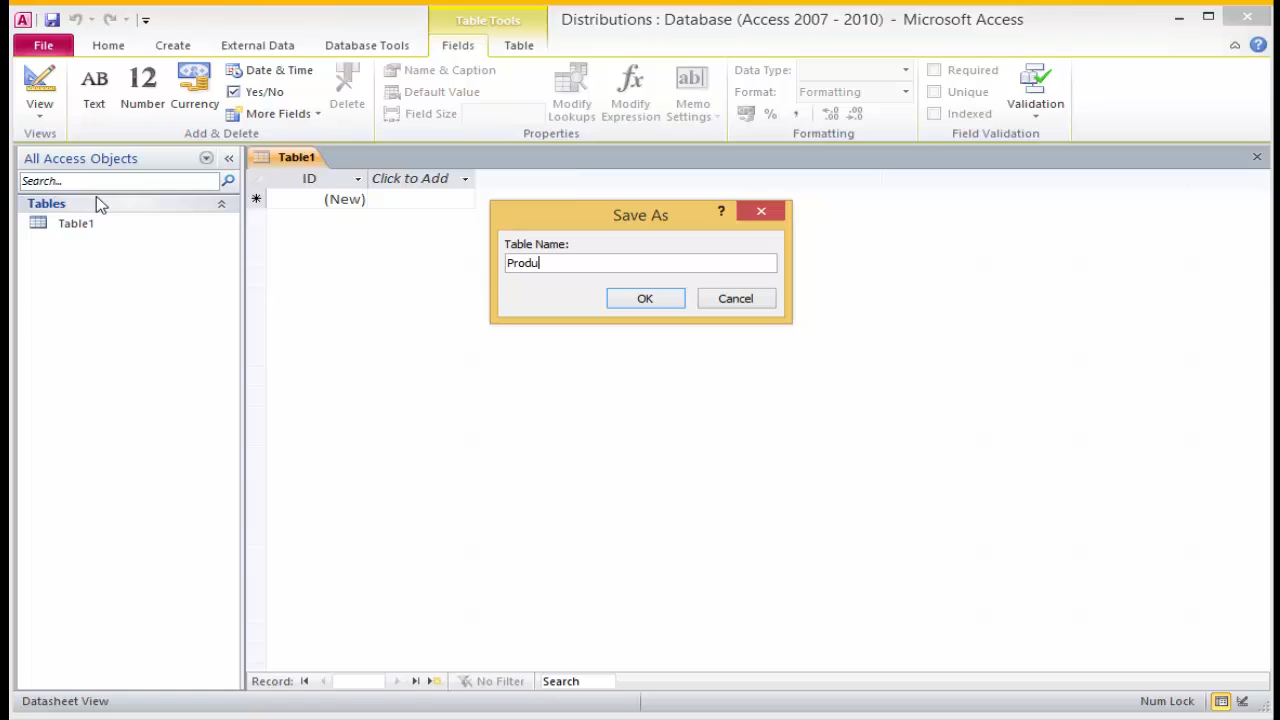 Table Tools
Distributions : Database (Access 2007 - 2010) - Microsoft Access
File Home Create External Data Database Tools Fields Table
AB 12 Date & Time Name & Caption Data Type: Required
Yes/No Default Value Format: Formatting Unique
View Text Number Currency More Fields Delete Field Size Modify Lookups fx Modify Expression ab Memo Settings % , .00 .0 Indexed Validation
Views Add & Delete Properties Formatting Field Validation
All Access Objects « Table1
Search... ID Click to Add
Tables (New)
Table1
Save As ?
Table Name:
Produ
OK Cancel
Record: No Filter Search
Datasheet View Num Lock